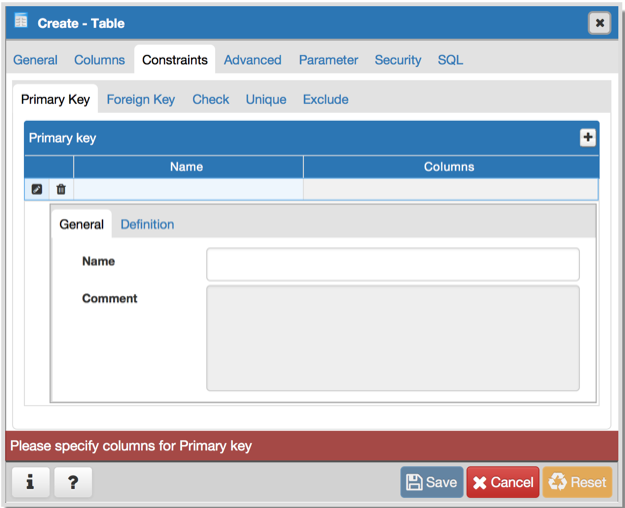 Create - Table
General Columns Constraints Advanced Parameter Security SQL
Primary Key Foreign Key Check Unique Exclude
Primary key
Name Columns
General Definition
Name
Comment
Please specify columns for Primary key
i ? Save Cancel Reset